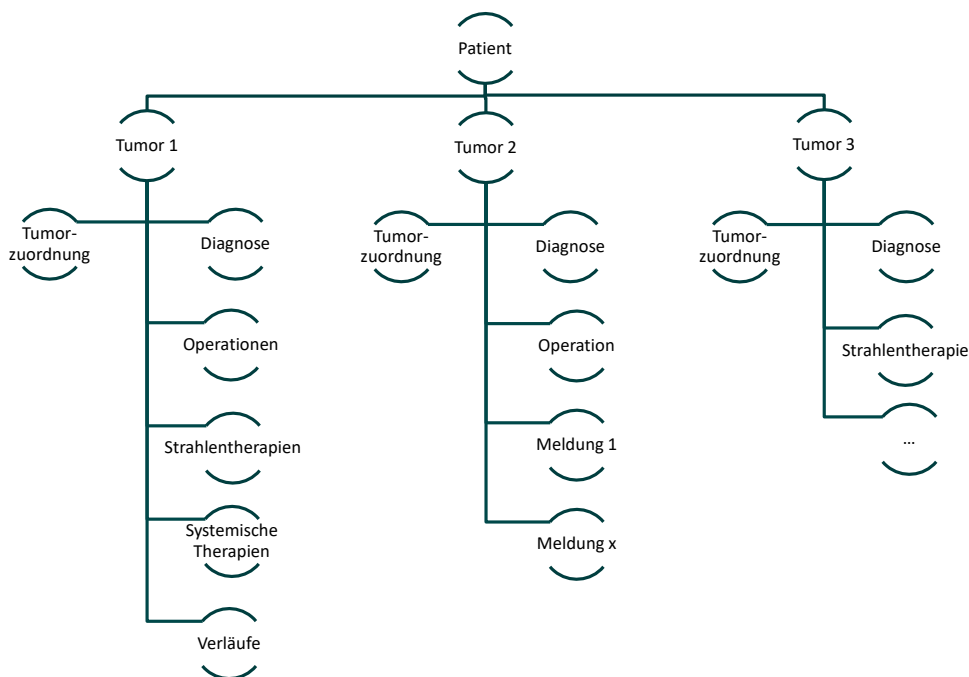 Patient
Tumor 1
Tumor 2
Tumor 3
Tumor-
zuordnung
Diagnose
Operationen
Strahlentherapien
Systemische
Therapien
Verläufe
Tumor-
zuordnung
Diagnose
Operation
Meldung 1
Meldung x
Tumor-
zuordnung
Diagnose
Strahlentherapie
...